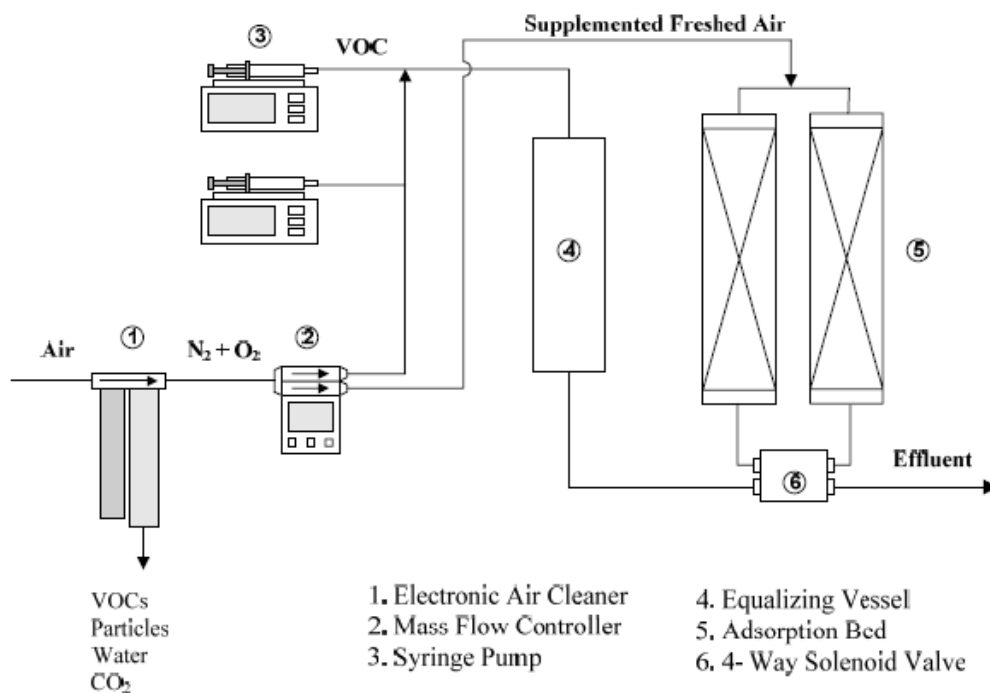 Supplemented Freshed Air
③
VOC
④
⑤
①
②
Air
N₂ + O₂
Effluent
⑥
VOCs
Particles
Water
CO₂
1. Electronic Air Cleaner
2. Mass Flow Controller
3. Syringe Pump
4. Equalizing Vessel
5. Adsorption Bed
6. 4- Way Solenoid Valve